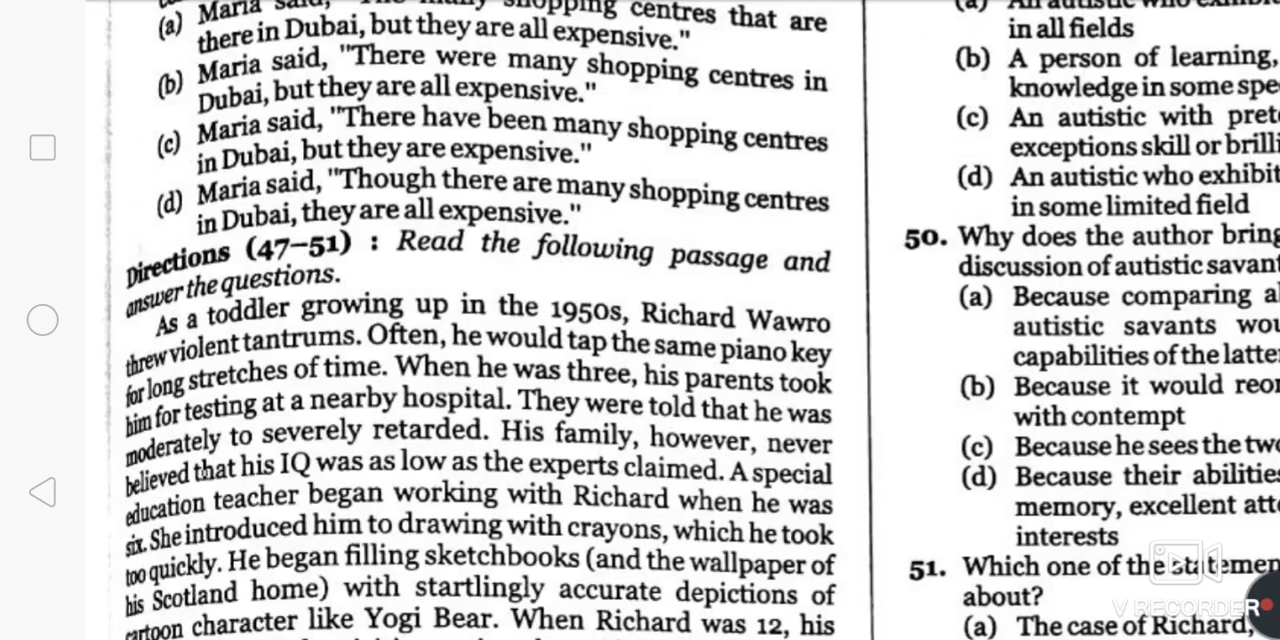 (a) Maria said, shopping centres that are
there in Dubai, but they are all expensive."
(b) Maria said, "There were many shopping centres in
Dubai, but they are all expensive."
(c) Maria said, "There have been many shopping centres
in Dubai, but they are expensive."
(d) Maria said, "Though there are many shopping centres
in Dubai, they are all expensive."
Directions (47–51) : Read the following passage and
answer the questions.
As a toddler growing up in the 1950s, Richard Wawro
threw violent tantrums. Often, he would tap the same piano key
for long stretches of time. When he was three, his parents took
him for testing at a nearby hospital. They were told that he was
moderately to severely retarded. His family, however, never
believed that his IQ was as low as the experts claimed. A special
education teacher began working with Richard when he was
six. She introduced him to drawing with crayons, which he took
too quickly. He began filling sketchbooks (and the wallpaper of
his Scotland home) with startlingly accurate depictions of
cartoon character like Yogi Bear. When Richard was 12, his
(a) An autistic who
in all fields
(b) A person of learning,
knowledge in some spe
(c) An autistic with pret
exceptions skill or brilli
(d) An autistic who exhibit
in some limited field
50. Why does the author bring
discussion of autistic savant
(a) Because comparing a
autistic savants wou
capabilities of the latte
(b) Because it would reor
with contempt
(c) Because he sees the two
(d) Because their abilities
memory, excellent atte
interests
51. Which one of the statemen
about?
(a) The case of Richard,
V RECORDER